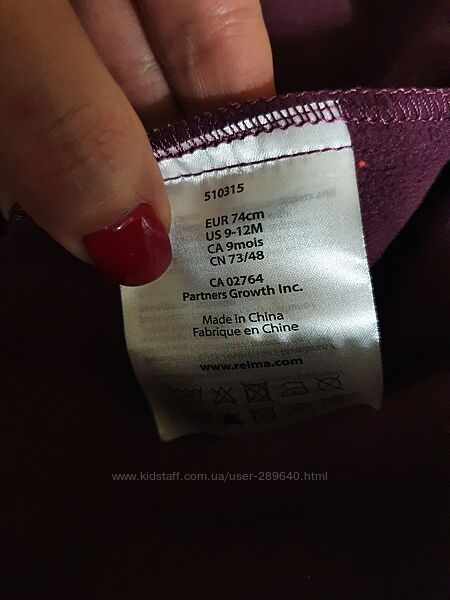 510315
EUR 74cm
US 9-12M
CA 9mois
CN 73/48
CA 02764
Partners Growth Inc.
Made in China
Fabrique en Chine
www.reima.com
www.kidstaff.com.ua/user-289640.html